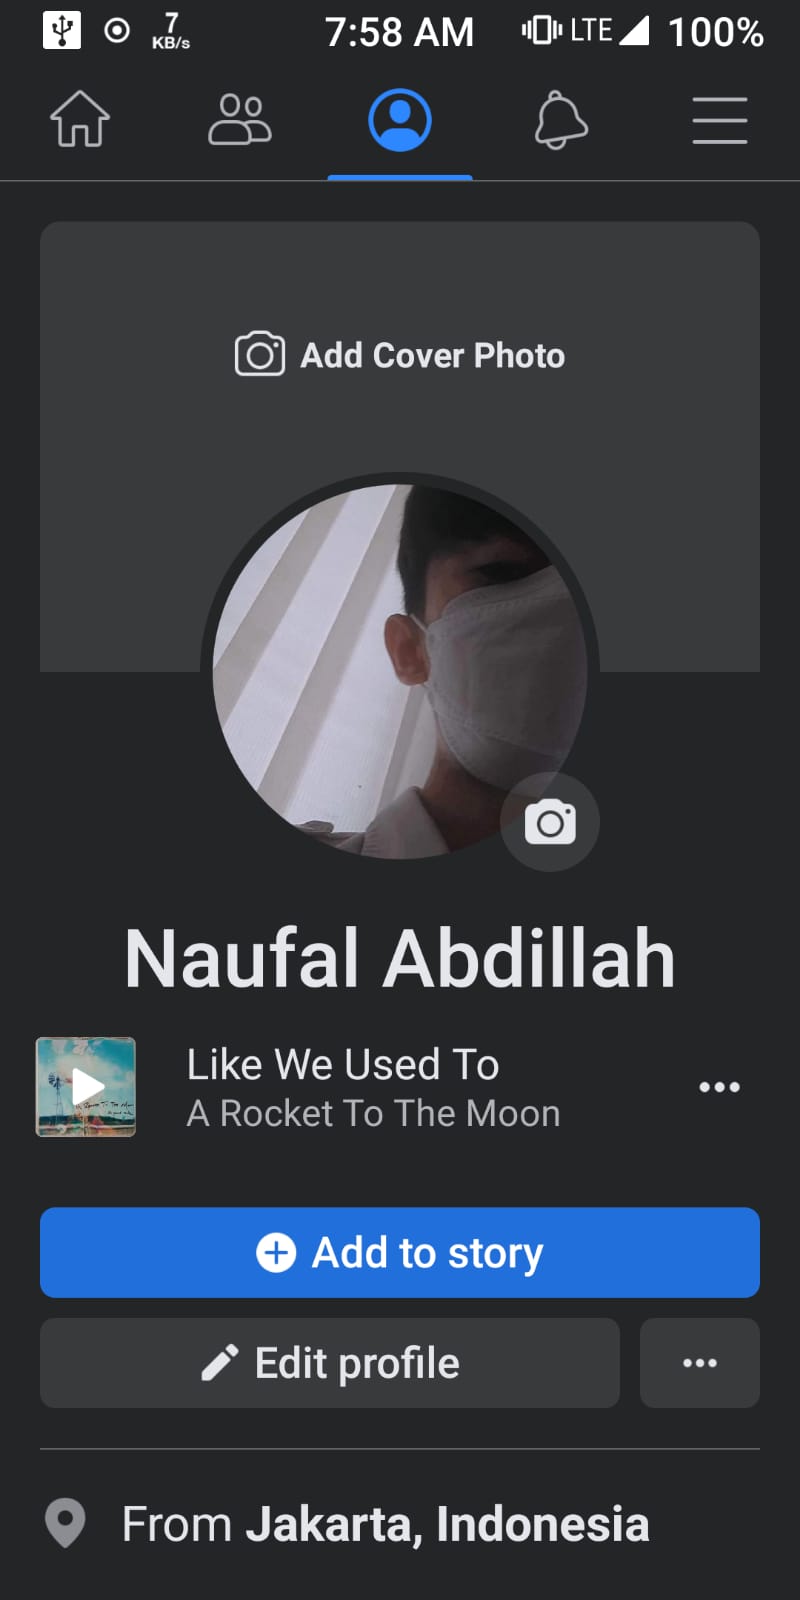 7
KB/s
7:58 AM
LTE
100%
Add Cover Photo
Naufal Abdillah
Like We Used To
A Rocket To The Moon
Add to story
Edit profile
From Jakarta, Indonesia